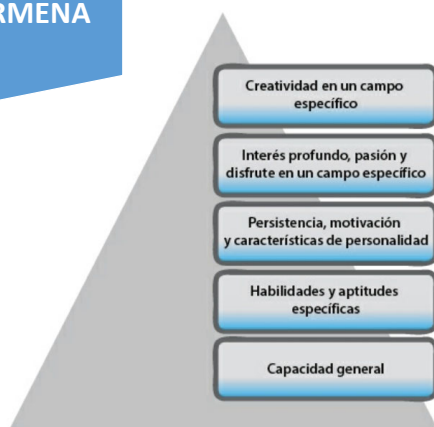 RMENA
Creatividad en un campo
específico
Interés profundo, pasión y
disfrute en un campo específico
Persistencia, motivación
y características de personalidad
Habilidades y aptitudes
específicas
Capacidad general